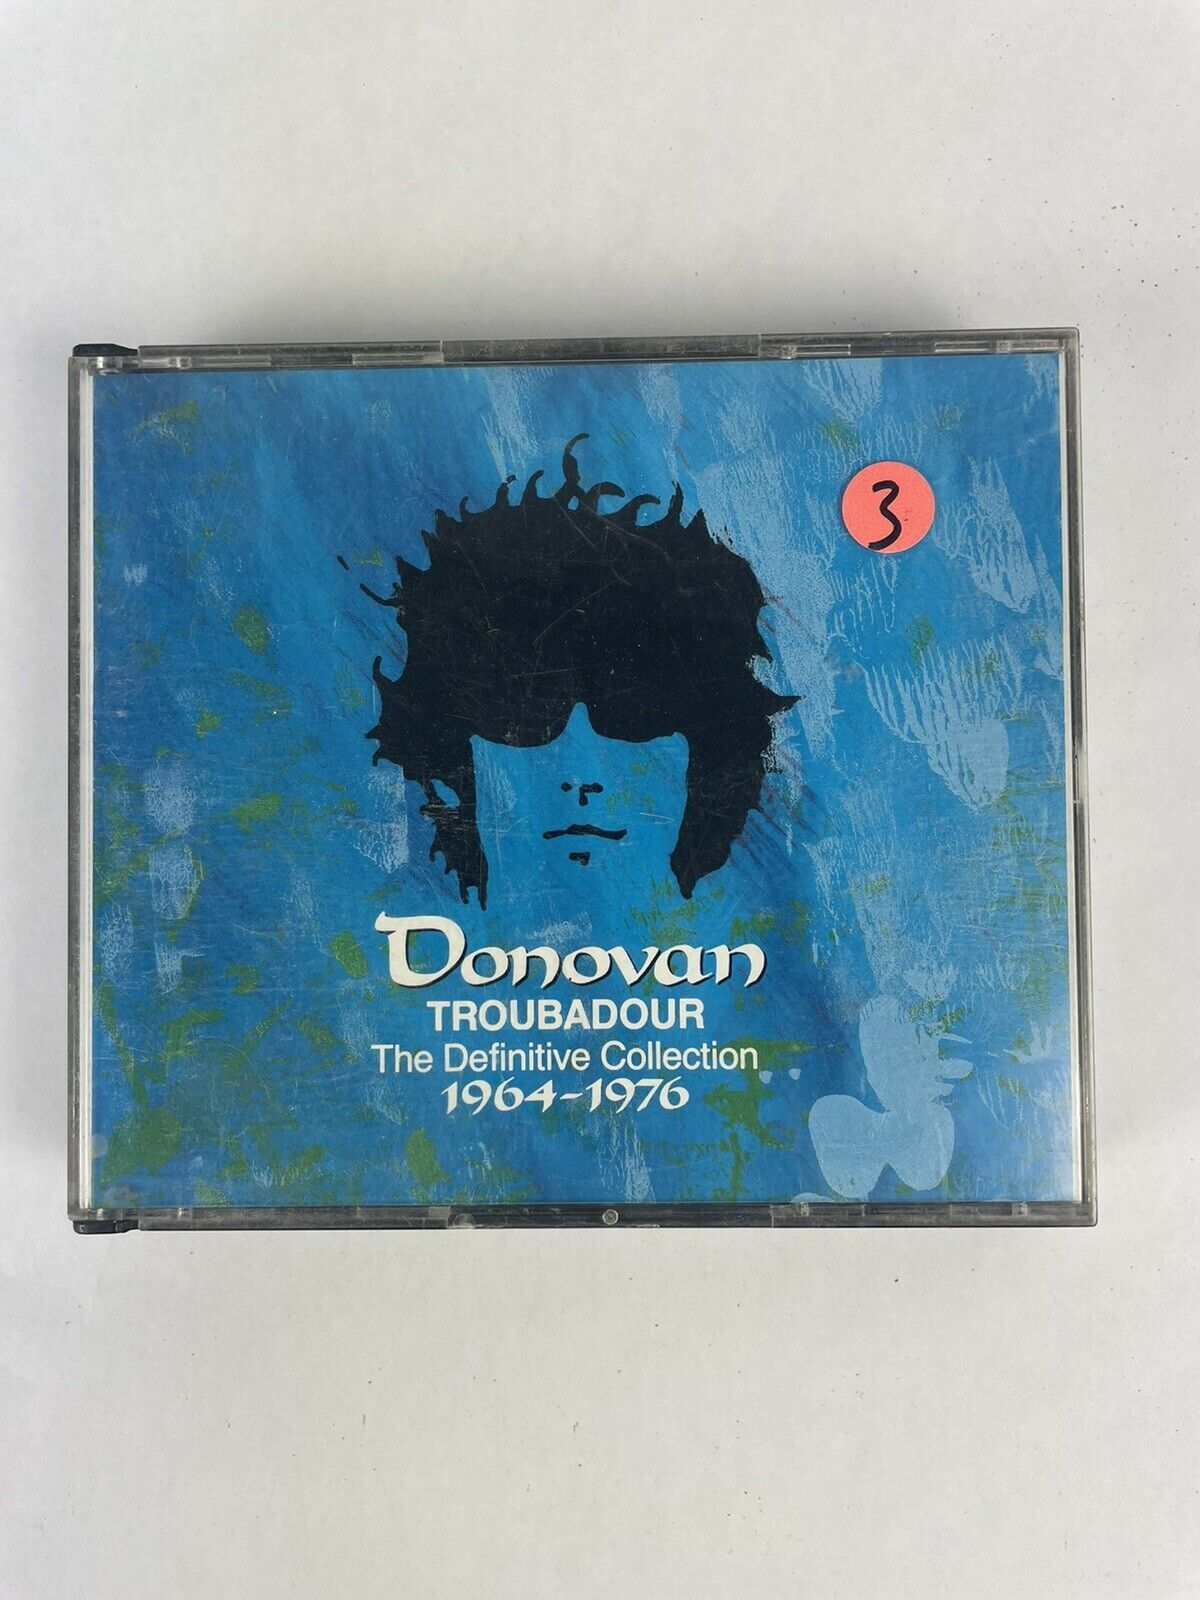 3
Donovan
TROUBADOUR
The Definitive Collection
1964-1976